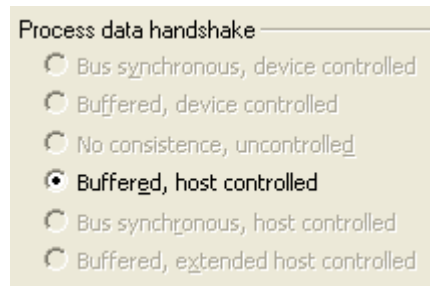 Process data handshake
Bus synchronous, device controlled
Buffered, device controlled
No consistence, uncontrolled
Buffered, host controlled
Bus synchronous, host controlled
Buffered, extended host controlled